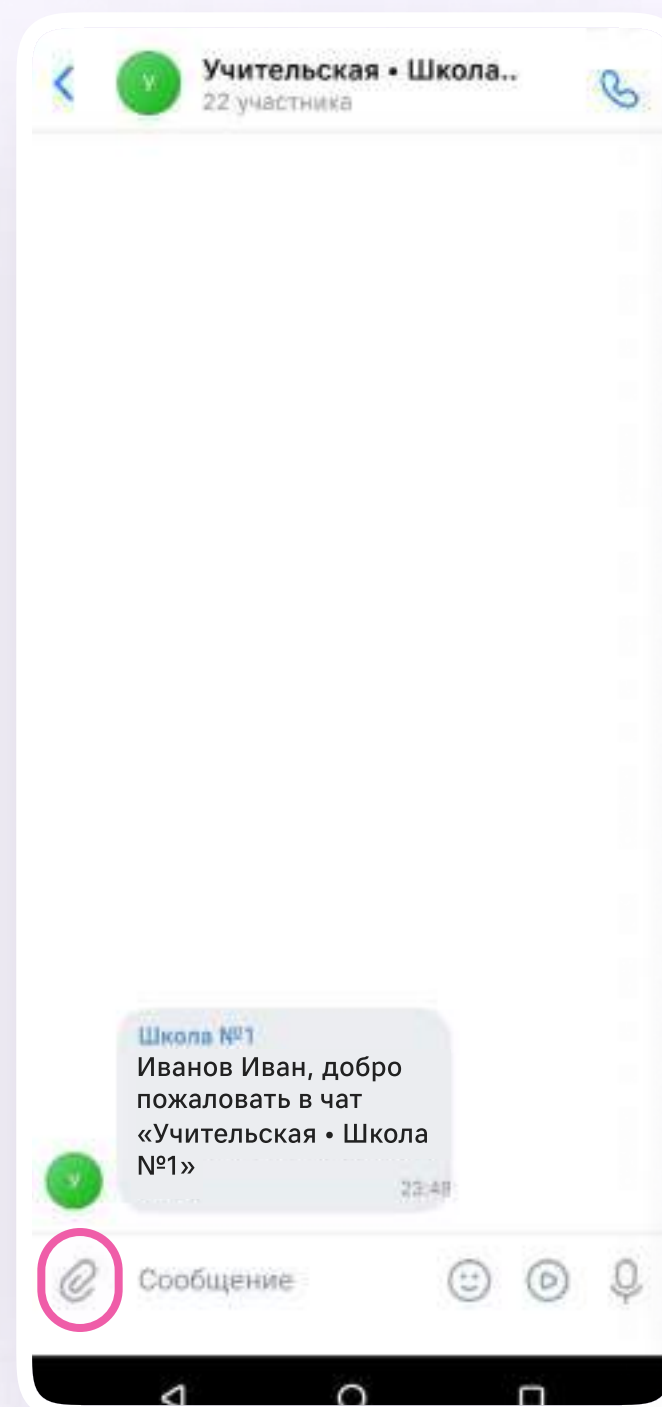 У
Учительская • Школа..
22 участника
Школа №1
Иванов Иван, добро
пожаловать в чат
«Учительская • Школа
№1»
23:48
У
Сообщение